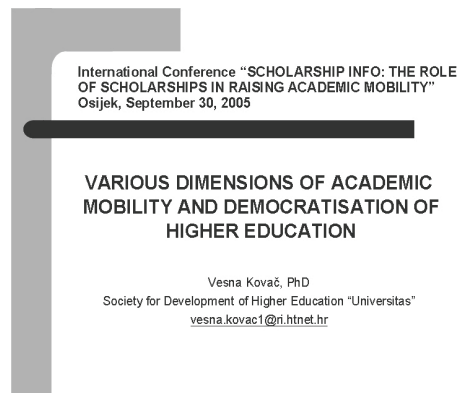 International Conference “SCHOLARSHIP INFO: THE ROLE
OF SCHOLARSHIPS IN RAISING ACADEMIC MOBILITY”
Osijek, September 30, 2005
VARIOUS DIMENSIONS OF ACADEMIC
MOBILITY AND DEMOCRATISATION OF
HIGHER EDUCATION
Vesna Kovač, PhD
Society for Development of Higher Education “Universitas”
vesna.kovac1@ri.htnet.hr